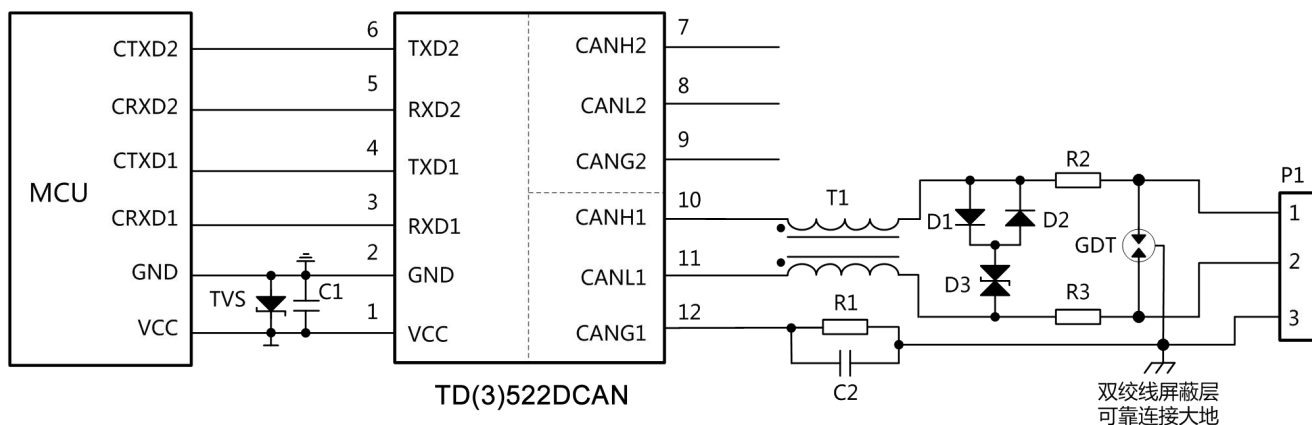 MCU
CTXD2
CRXD2
CTXD1
CRXD1
GND
VCC
TVS
C1
6
5
4
3
2
1
TXD2
RXD2
TXD1
RXD1
GND
VCC
CANH2
CANL2
CANG2
CANH1
CANL1
CANG1
7
8
9
10
11
12
TD(3)522DCAN
T1
D1
D2
D3
R1
C2
R2
R3
GDT
P1
1
2
3
双绞线屏蔽层
可靠连接大地